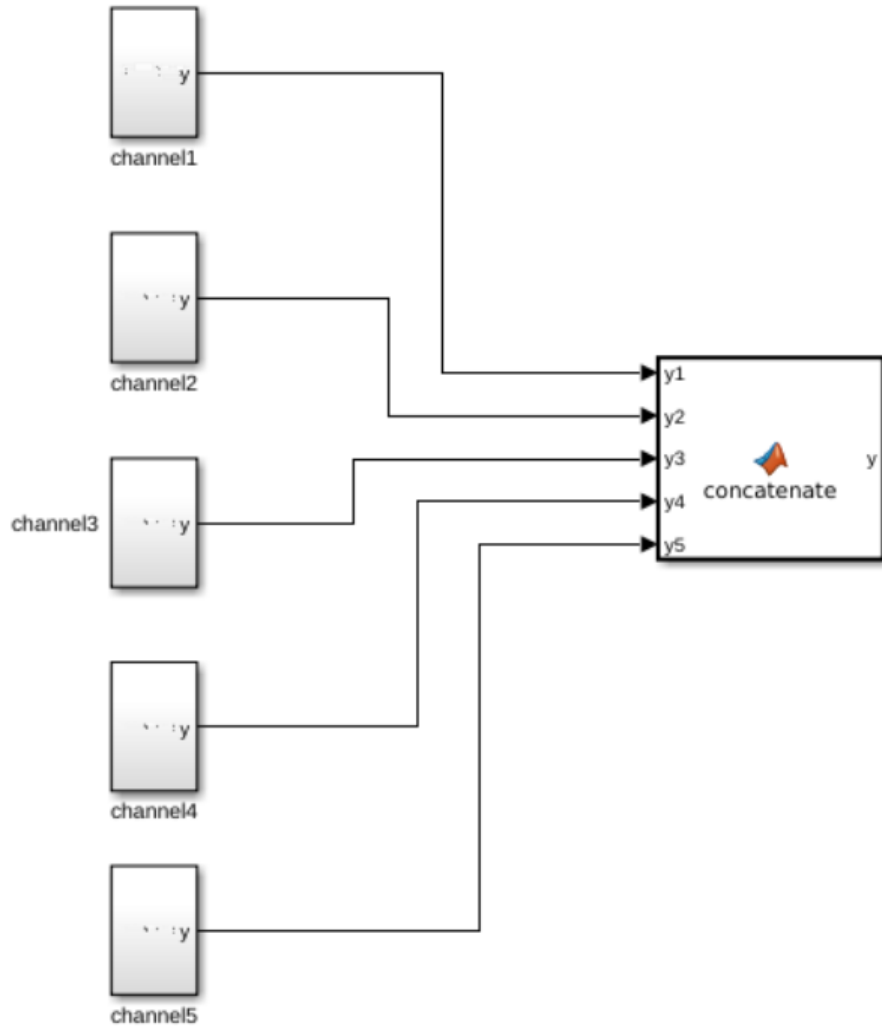 y
channel1
y
channel2
channel3
y
y
channel4
y
channel5
y1
y2
y3
y4
y5
concatenate
y